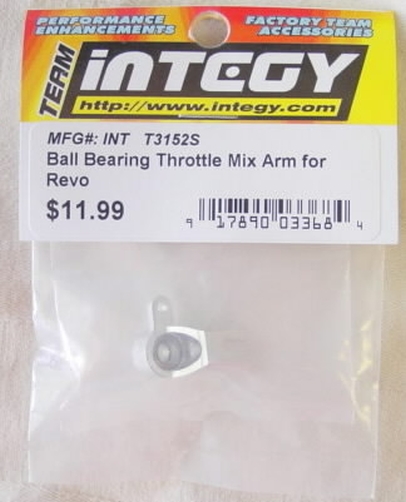 PERFORMANCE ENHANCEMENTS
FACTORY TEAM ACCESSORIES
TEAM
iNTEGY
http://www.integy.com
MFG#: INT T3152S
Ball Bearing Throttle Mix Arm for
Revo
$11.99
9 17890 03368 4